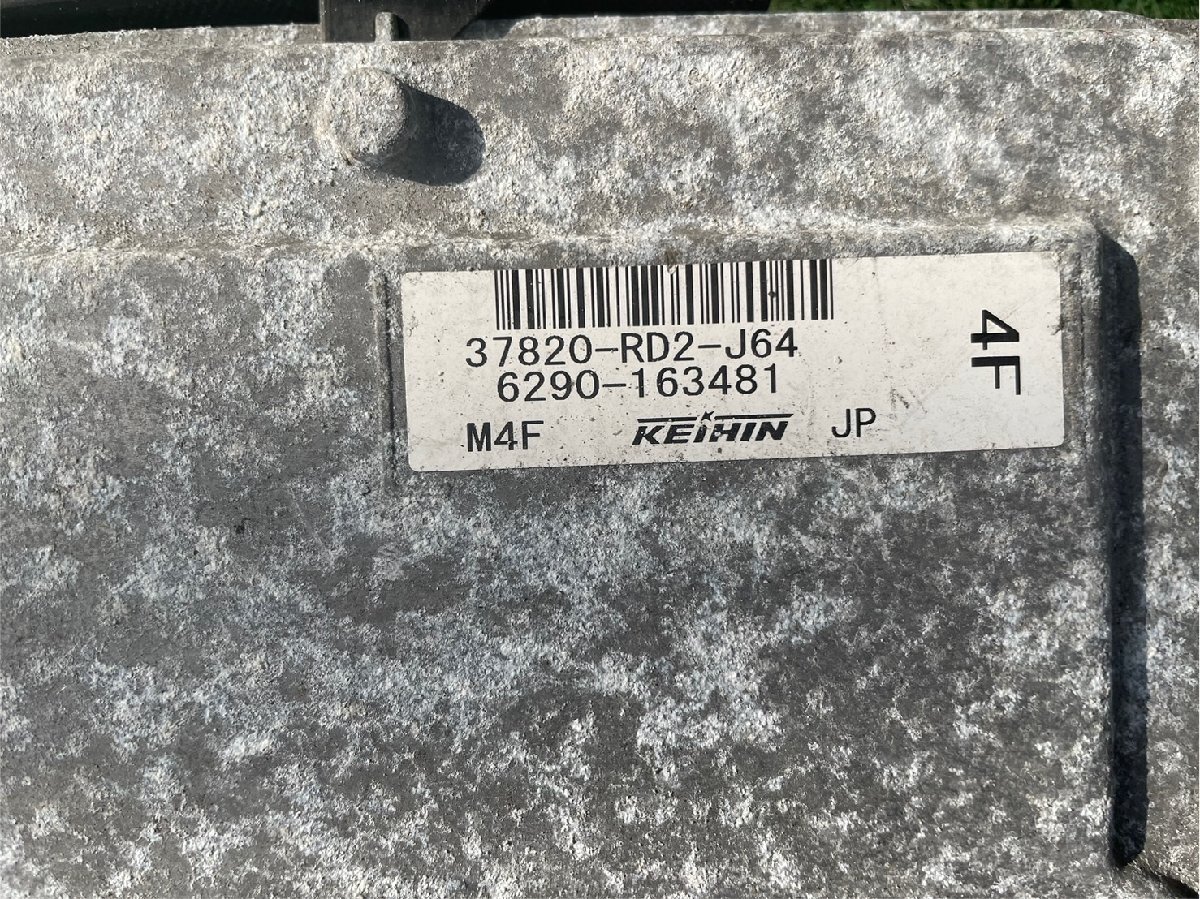 37820-RD2-J64
6290-163481
M4F KEIHIN JP
4F